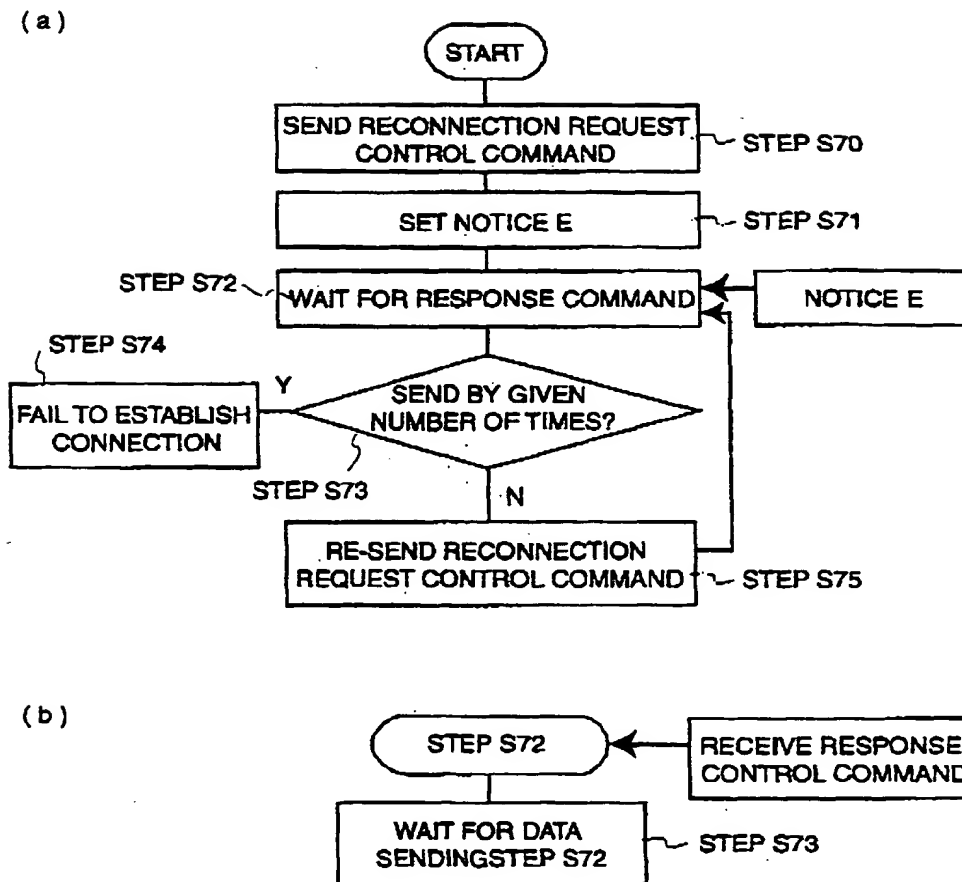 (a)
START
SEND RECONNECTION REQUEST
CONTROL COMMAND
STEP S70
SET NOTICE E
STEP S71
STEP S72
WAIT FOR RESPONSE COMMAND
NOTICE E
STEP S74
FAIL TO ESTABLISH
CONNECTION
Y
SEND BY GIVEN
NUMBER OF TIMES?
STEP S73
N
RE-SEND RECONNECTION
REQUEST CONTROL COMMAND
STEP S75
(b)
STEP S72
RECEIVE RESPONSE
CONTROL COMMAND
WAIT FOR DATA
SENDINGSTEP S72
STEP S73